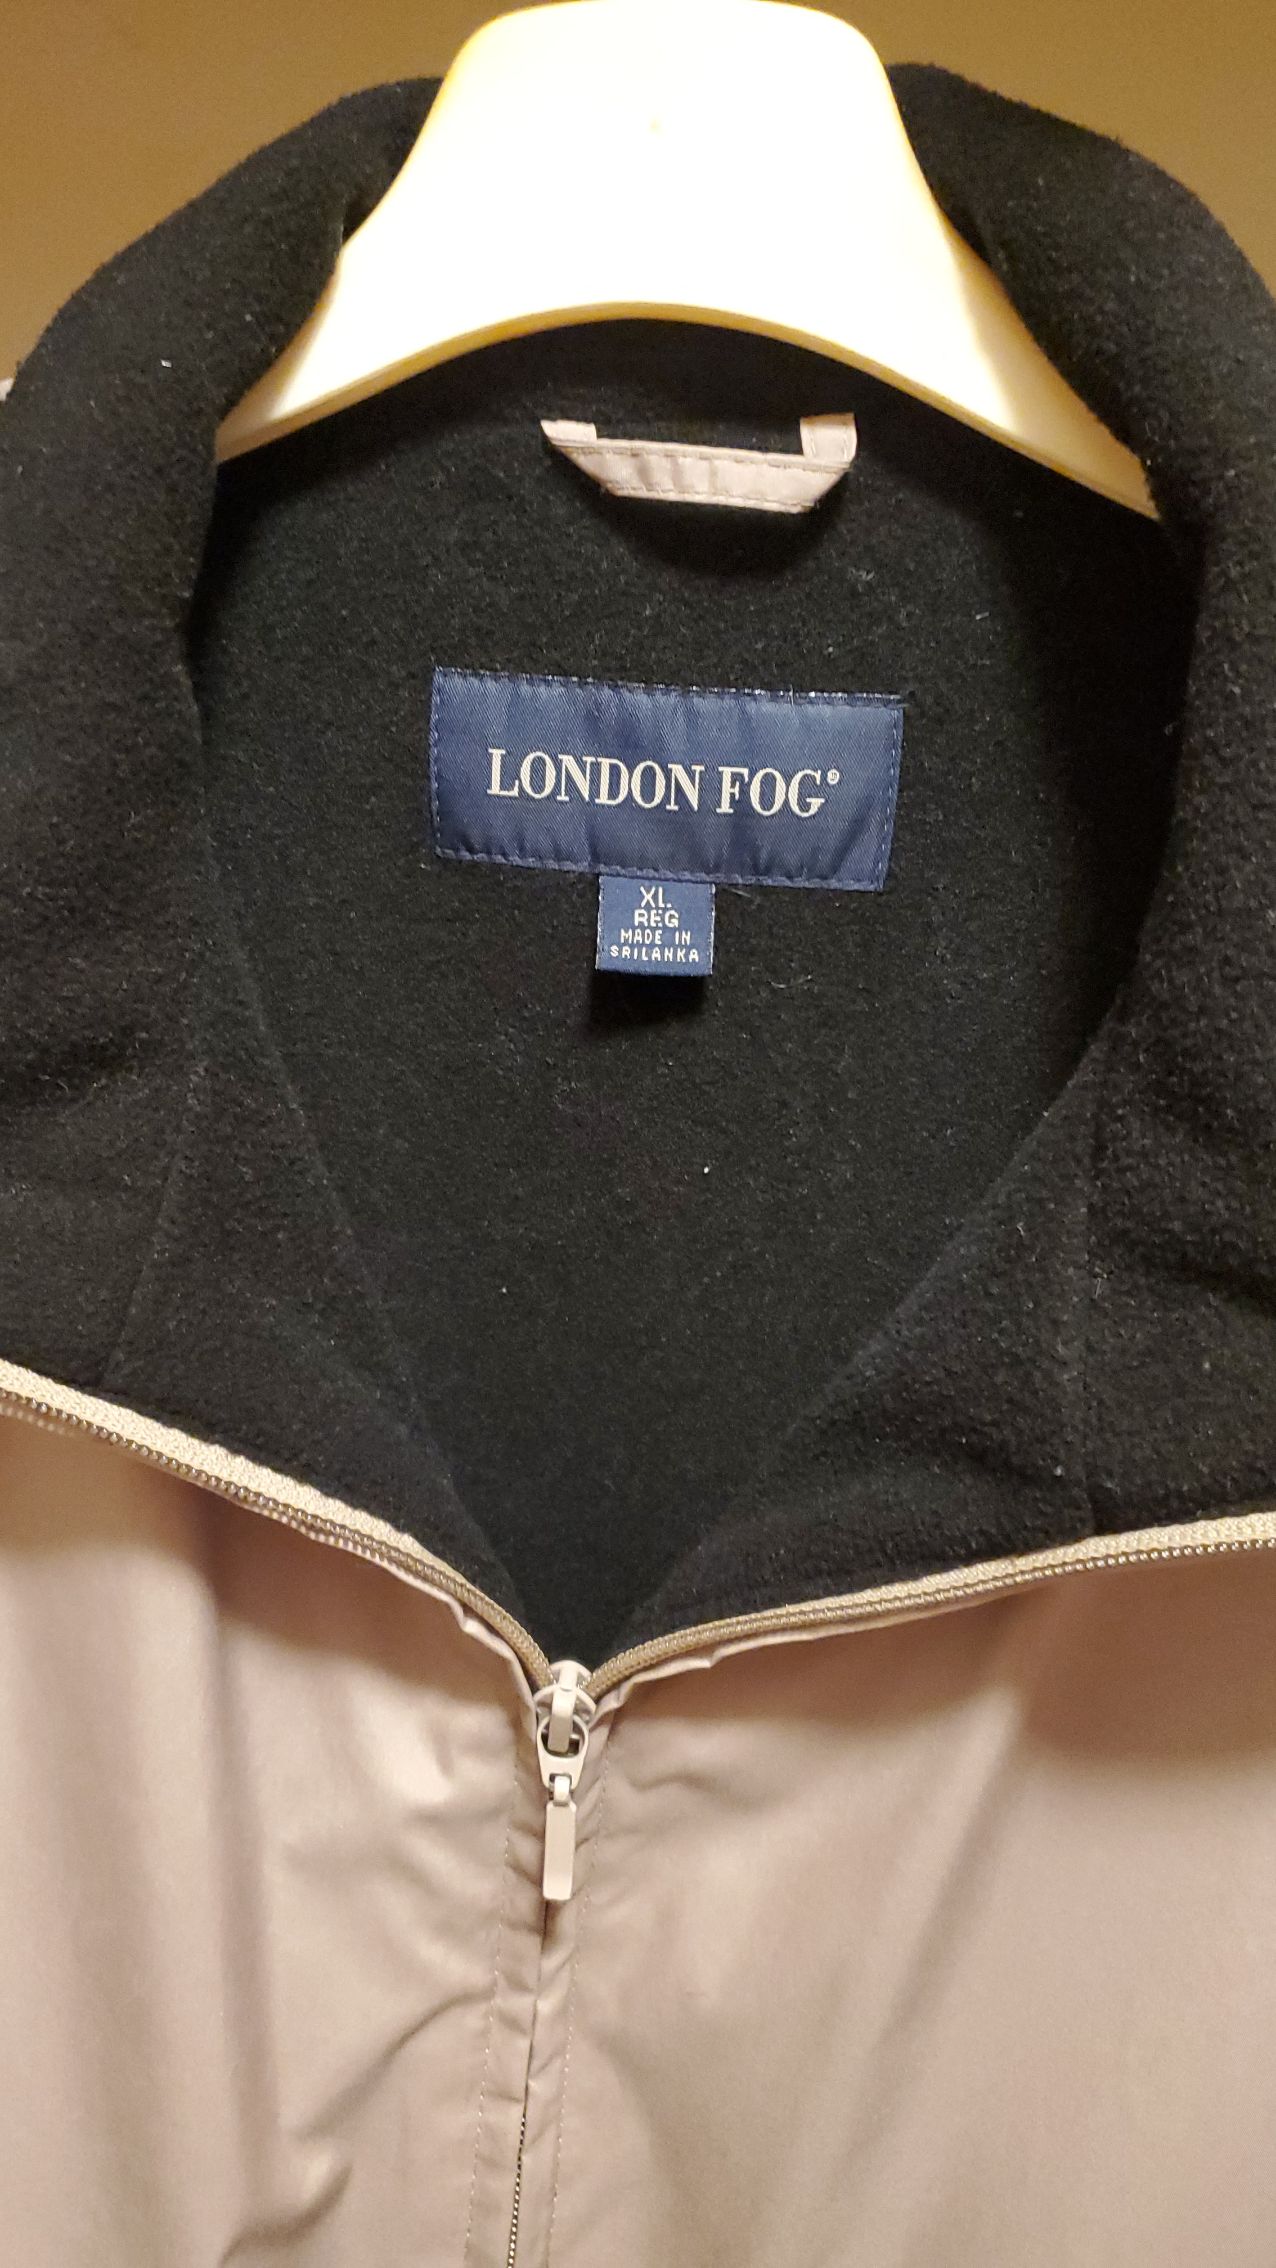 LONDON FOG®
XL
REG
MADE IN
SRILANKA